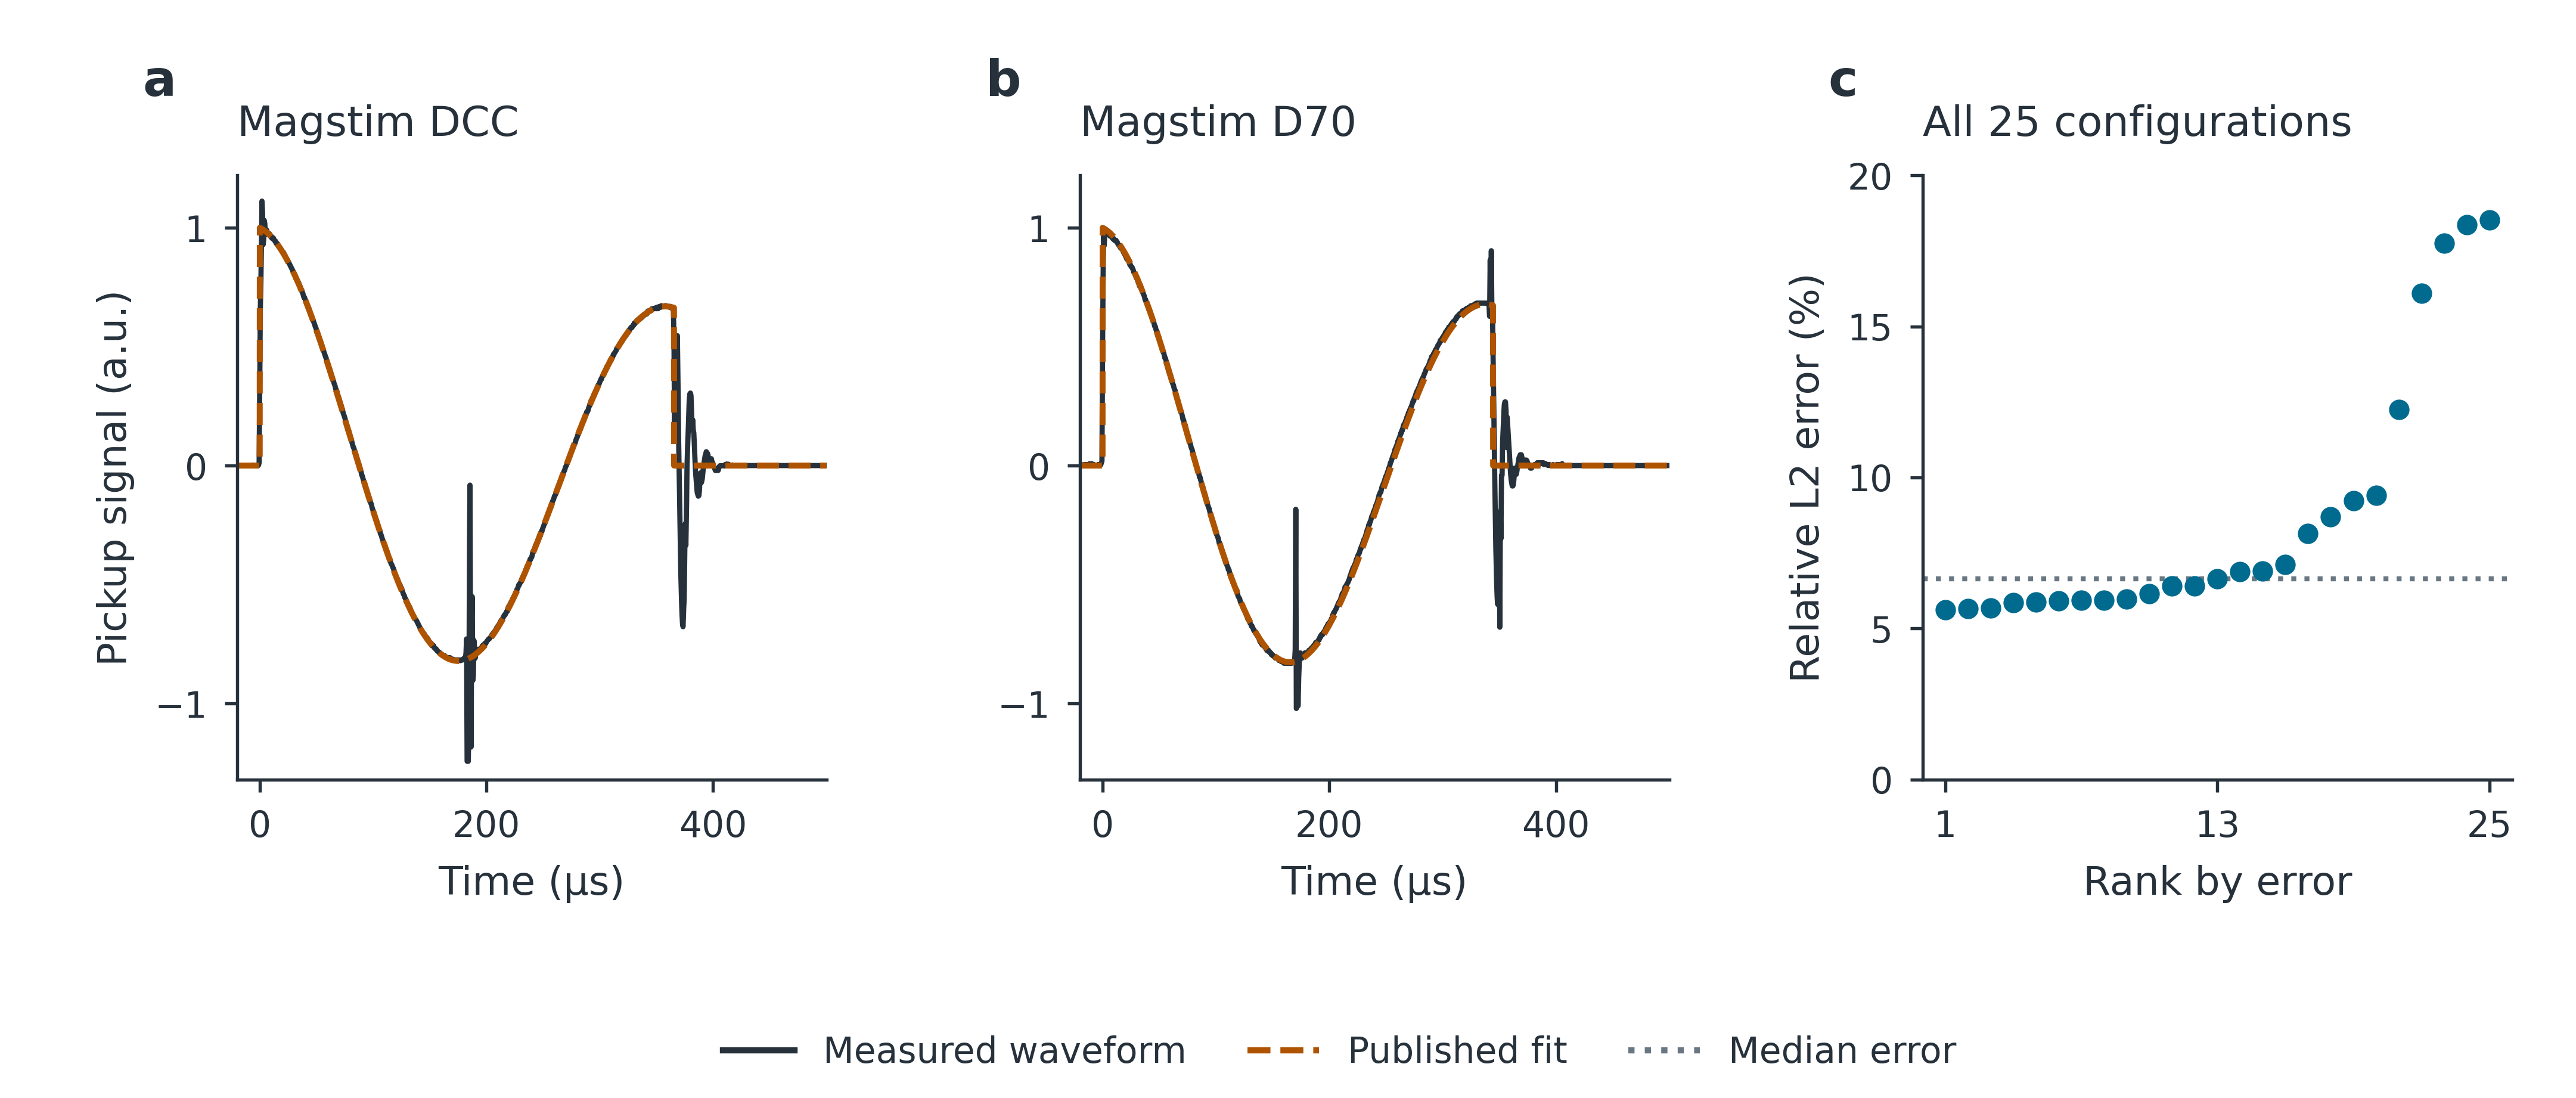 a
Magstim DCC
1
0
−1
Pickup signal (a.u.)
0 200 400
Time (µs)
b
Magstim D70
1
0
−1
0 200 400
Time (µs)
c
All 25 configurations
20
15
10
5
0
Relative L2 error (%)
1 13 25
Rank by error
Measured waveform Published fit Median error